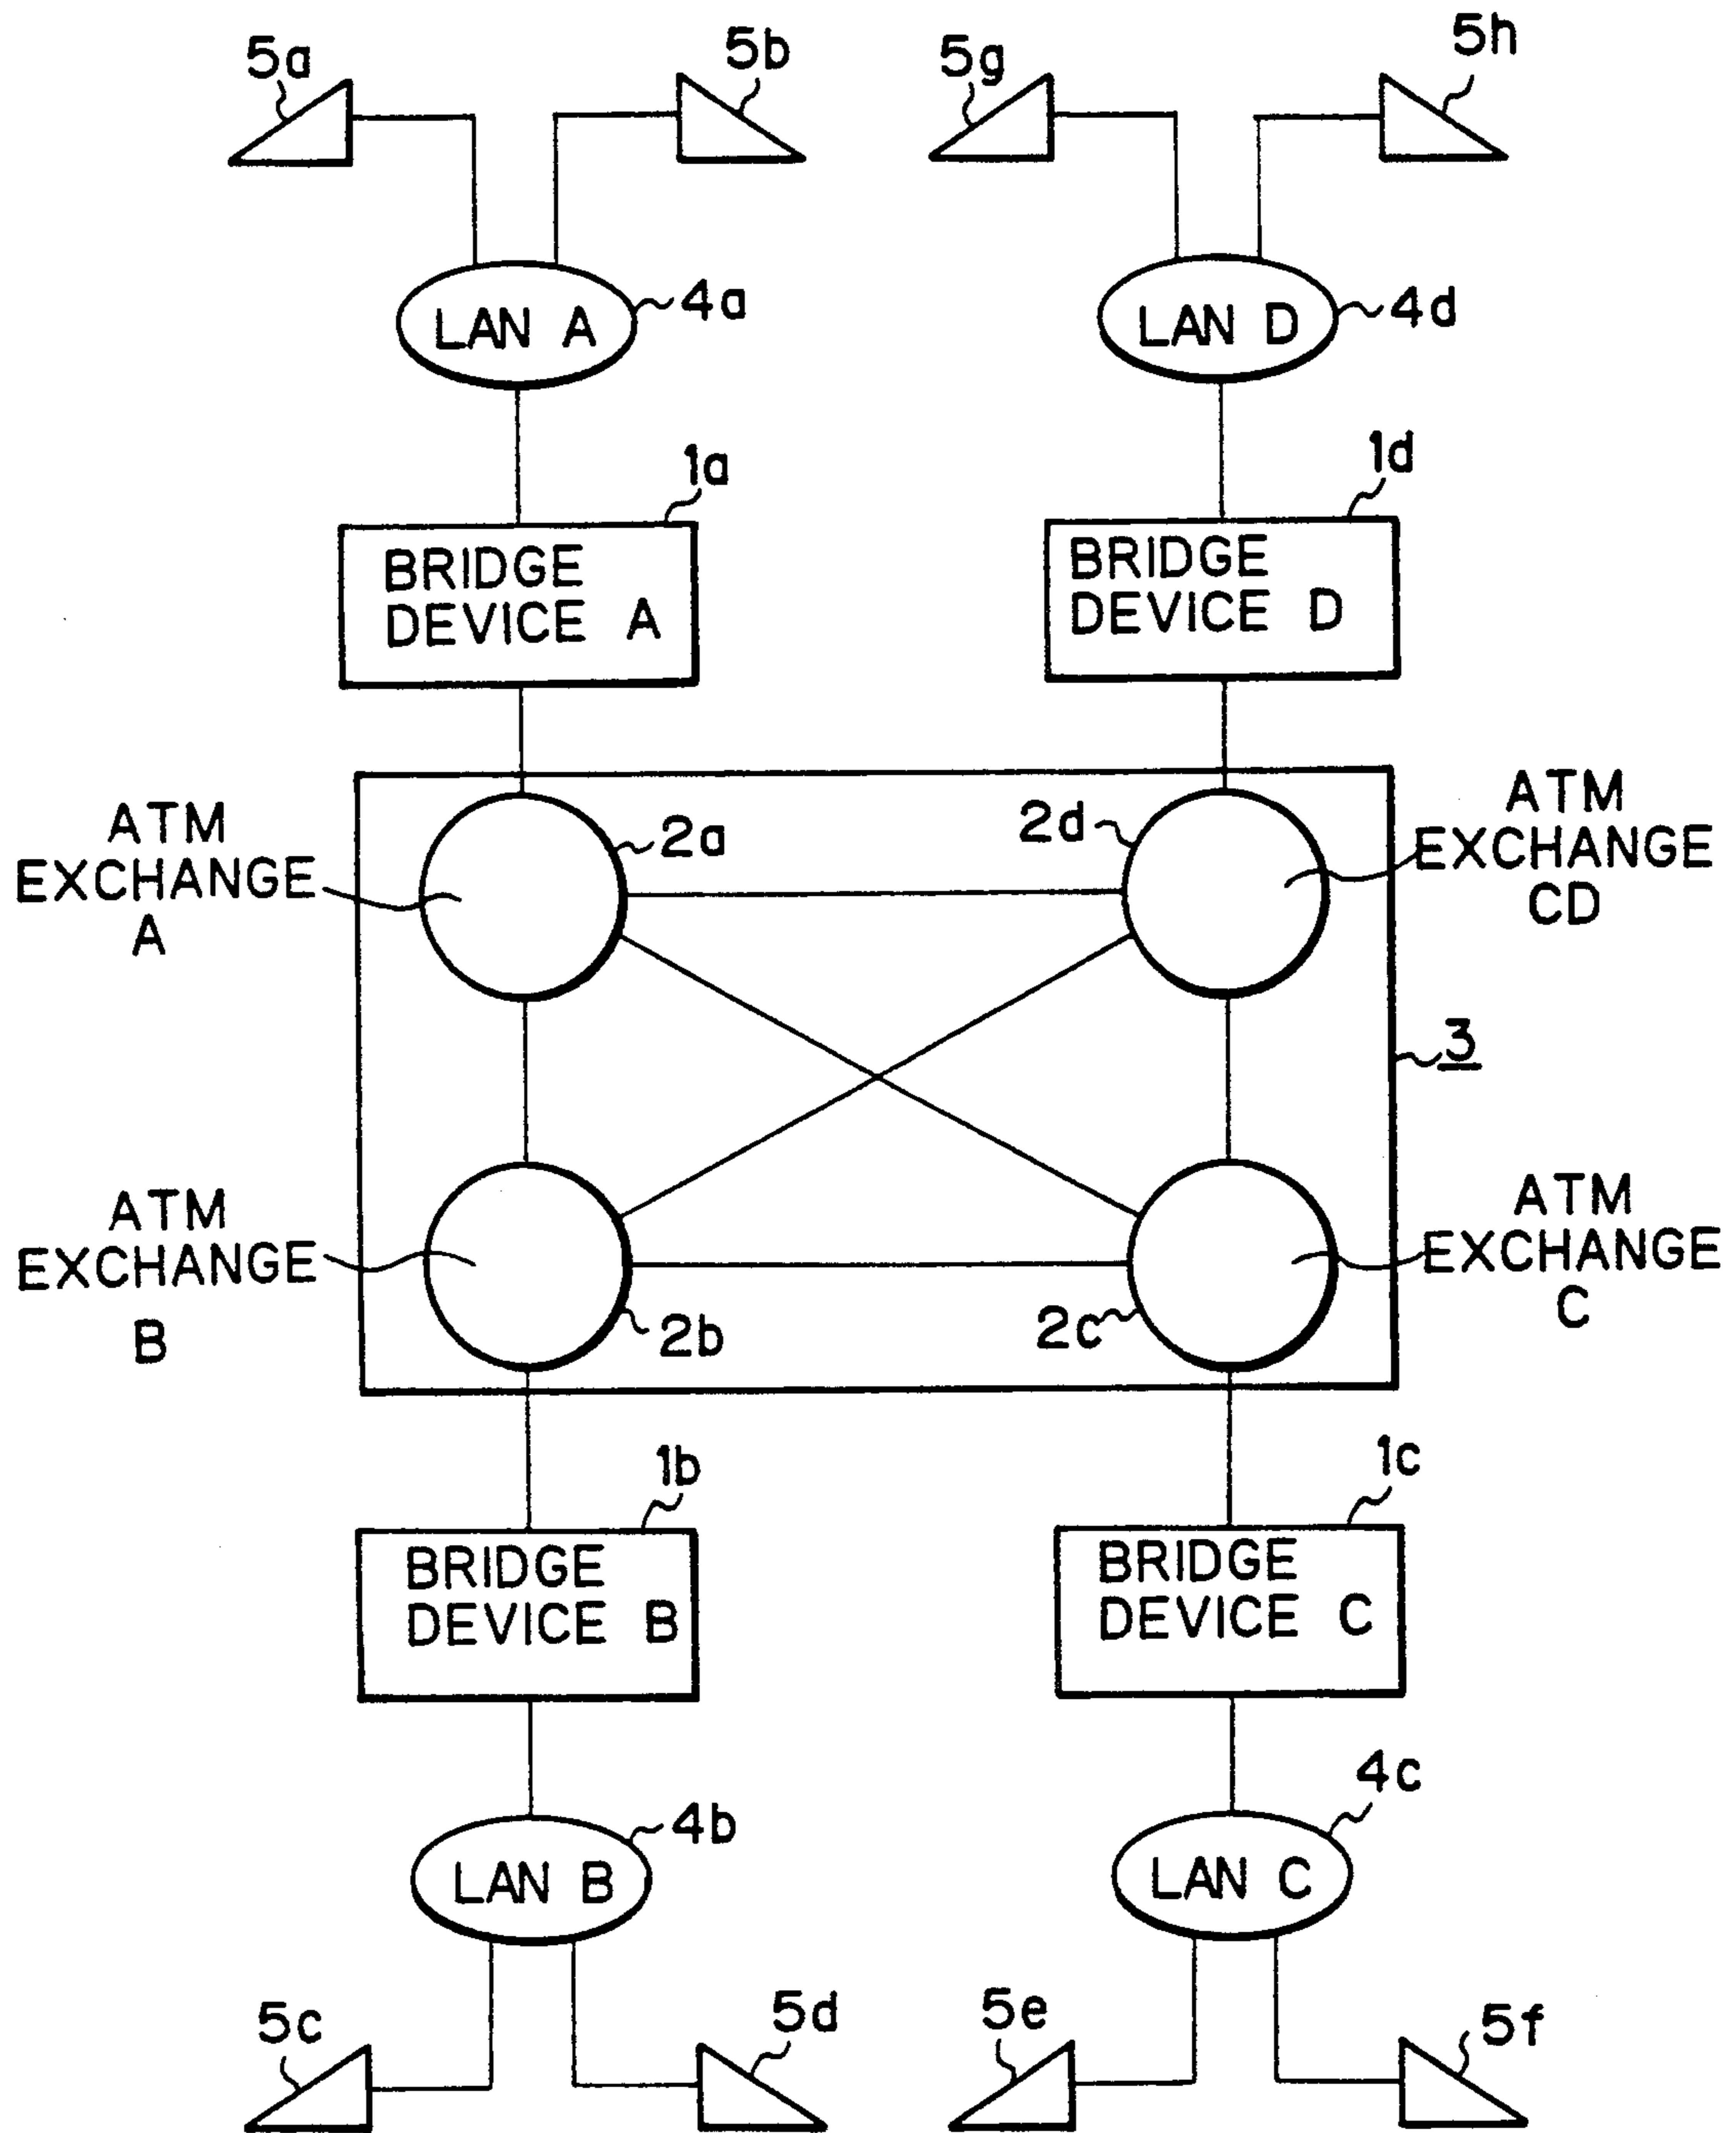 5a
5b
5g
5h
LAN A
4a
LAN D
4d
1a
1d
BRIDGE
DEVICE A
BRIDGE
DEVICE D
ATM
EXCHANGE
A
2a
2d
ATM
EXCHANGE
CD
3
ATM
EXCHANGE
B
2b
2c
ATM
EXCHANGE
C
1b
1c
BRIDGE
DEVICE B
BRIDGE
DEVICE C
4b
4c
LAN B
LAN C
5c
5d
5e
5f